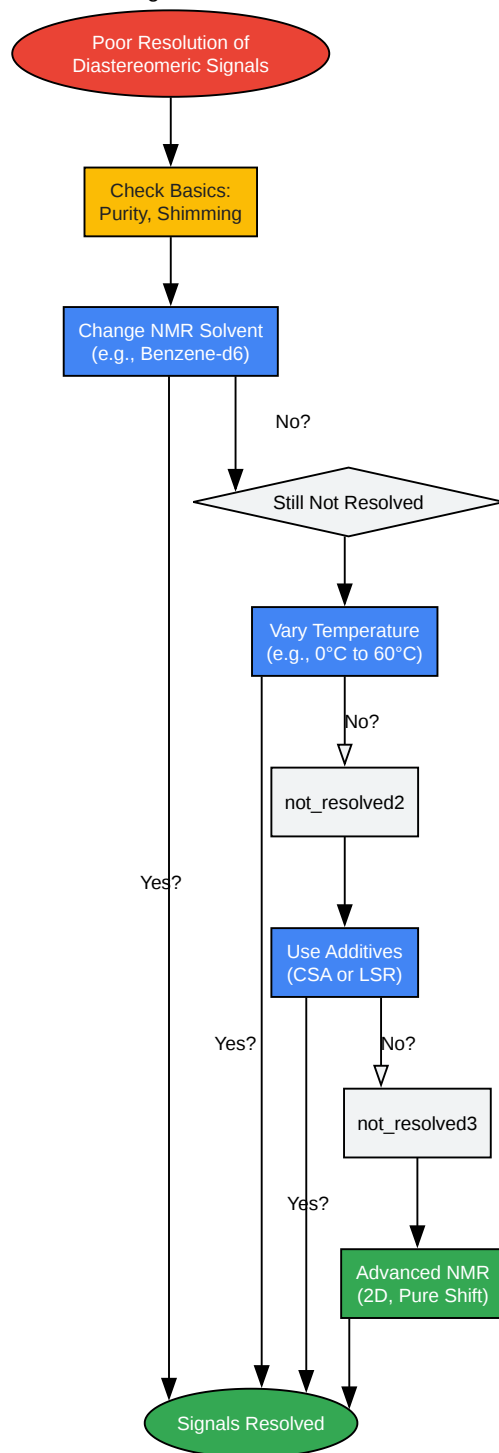 Poor Resolution of
Diastereomeric Signals
Check Basics:
Purity, Shimming
Change NMR Solvent
(e.g., Benzene-d6)
No?
Still Not Resolved
Vary Temperature
(e.g., 0°C to 60°C)
No?
not_resolved2
Yes?
Use Additives
(CSA or LSR)
Yes?
No?
not_resolved3
Yes?
Advanced NMR
(2D, Pure Shift)
Signals Resolved